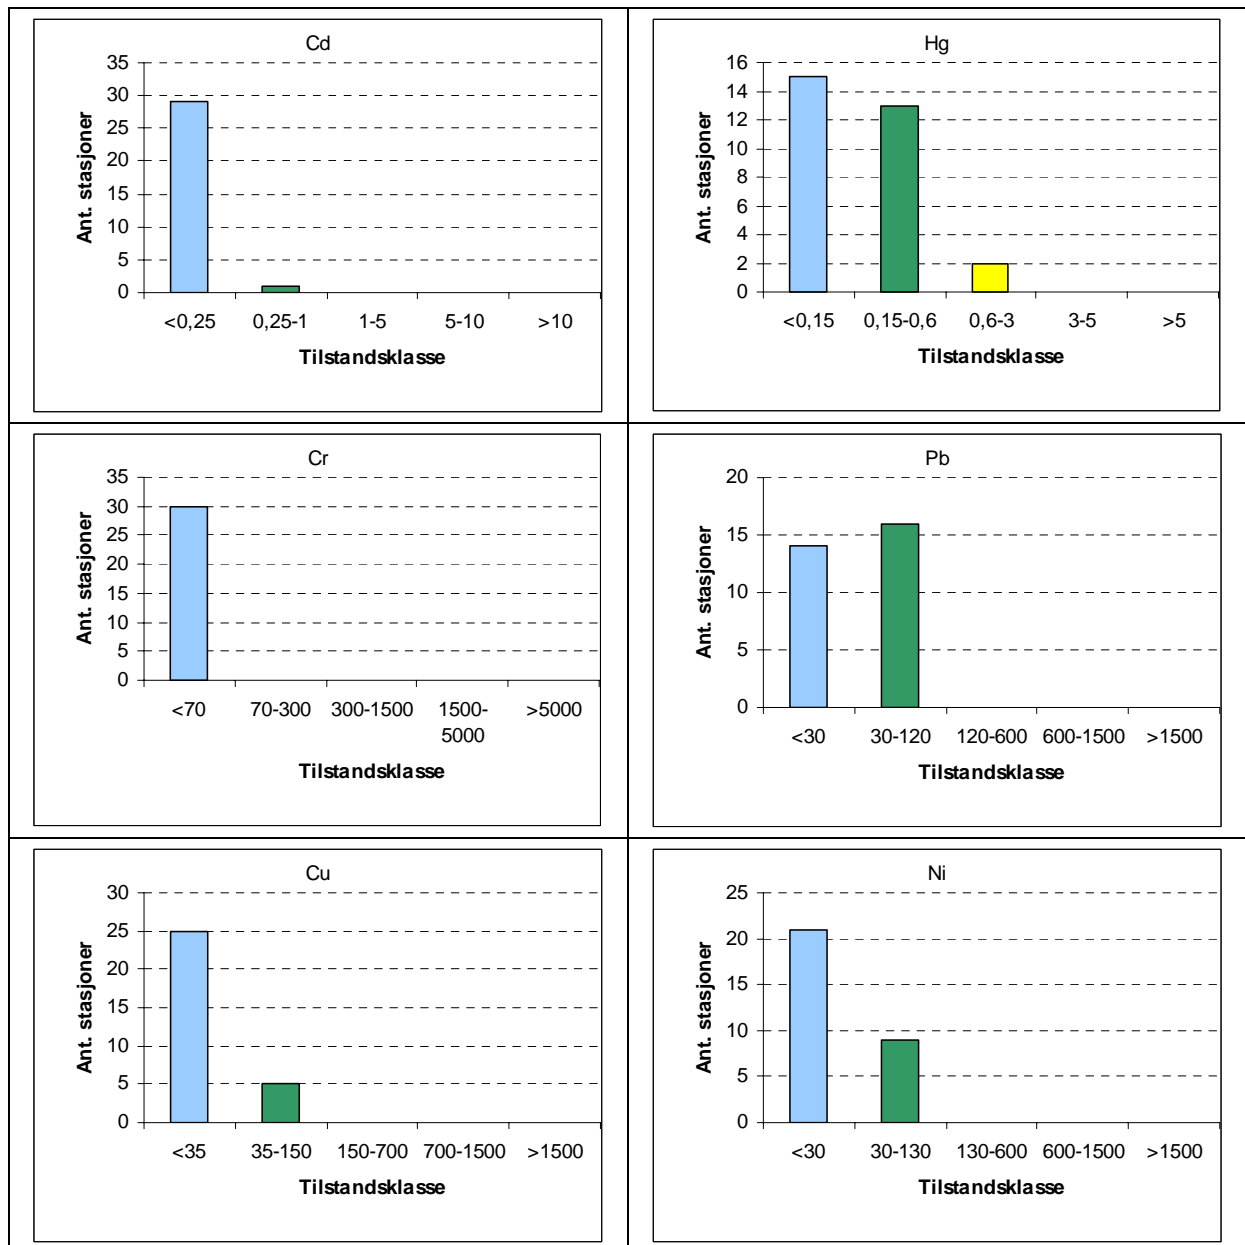 Cd
35
30
25
20
15
10
5
0
Ant. stasjoner
<0,25 0,25-1 1-5 5-10 >10
Tilstandsklasse
Hg
16
14
12
10
8
6
4
2
0
Ant. stasjoner
<0,15 0,15-0,6 0,6-3 3-5 >5
Tilstandsklasse
Cr
35
30
25
20
15
10
5
0
Ant. stasjoner
<70 70-300 300-1500 1500- >5000
5000
Tilstandsklasse
Pb
20
15
10
5
0
Ant. stasjoner
<30 30-120 120-600 600-1500 >1500
Tilstandsklasse
Cu
30
25
20
15
10
5
0
Ant. stasjoner
<35 35-150 150-700 700-1500 >1500
Tilstandsklasse
Ni
25
20
15
10
5
0
Ant. stasjoner
<30 30-130 130-600 600-1500 >1500
Tilstandsklasse